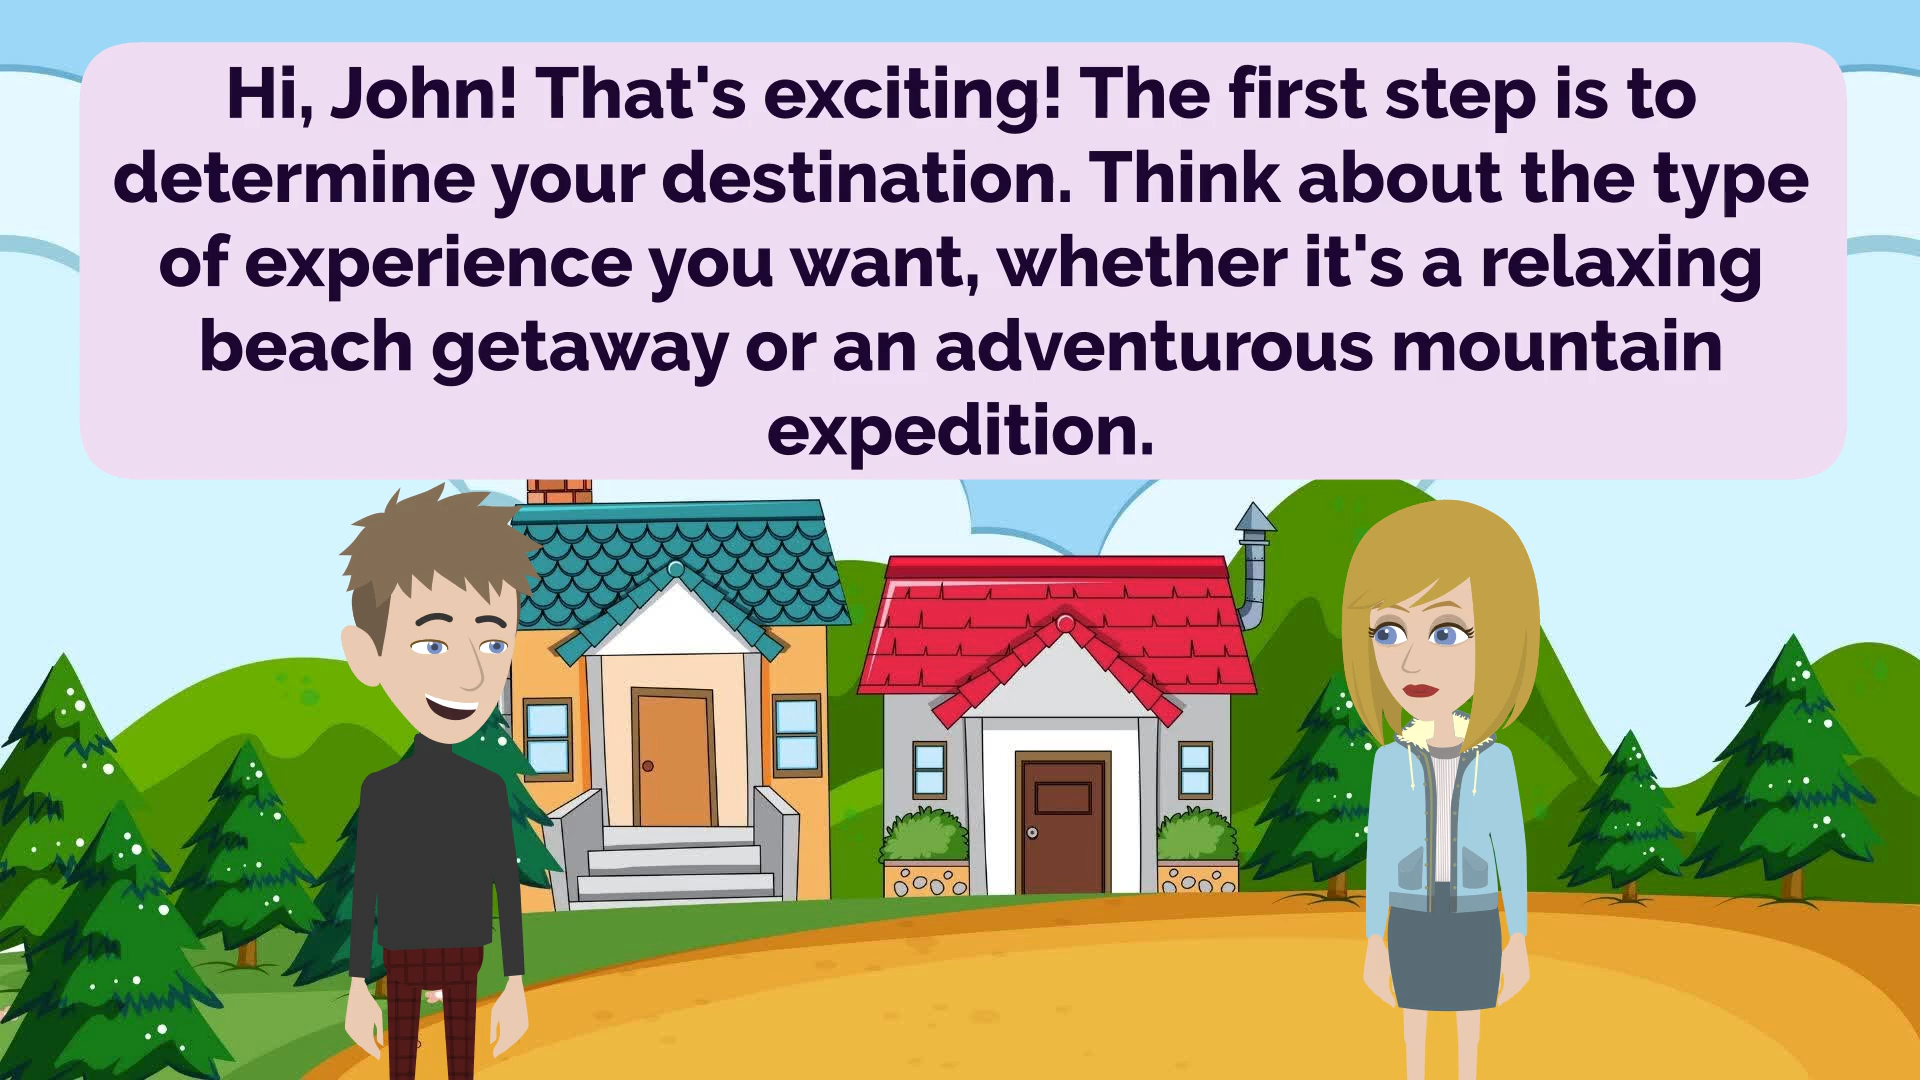 Hi, John! That's exciting! The first step is to
determine your destination. Think about the type
of experience you want, whether it's a relaxing
beach getaway or an adventurous mountain
expedition.